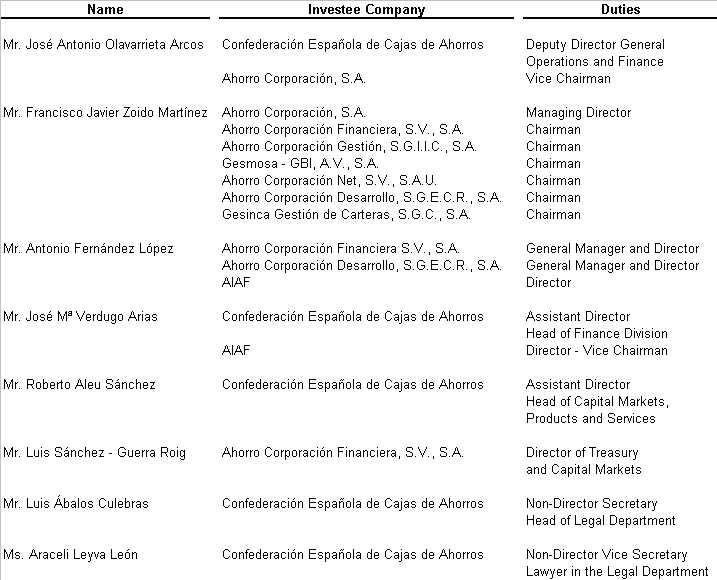 Name Investee Company Duties
Mr. José Antonio Olavarrieta Arcos Confederación Española de Cajas de Ahorros Deputy Director General
Operations and Finance
Ahorro Corporación, S.A. Vice Chairman
Mr. Francisco Javier Zoido Martínez Ahorro Corporación, S.A. Managing Director
Ahorro Corporación Financiera, S.V., S.A. Chairman
Ahorro Corporación Gestión, S.G.I.I.C., S.A. Chairman
Gesmosa - GBI, A.V., S.A. Chairman
Ahorro Corporación Net, S.V., S.A.U. Chairman
Ahorro Corporación Desarrollo, S.G.E.C.R., S.A. Chairman
Gesinca Gestión de Carteras, S.G.C., S.A. Chairman
Mr. Antonio Fernández López Ahorro Corporación Financiera S.V., S.A. General Manager and Director
Ahorro Corporación Desarrollo, S.G.E.C.R., S.A. General Manager and Director
AIAF Director
Mr. José Mª Verdugo Arias Confederación Española de Cajas de Ahorros Assistant Director
Head of Finance Division
AIAF Director - Vice Chairman
Mr. Roberto Aleu Sánchez Confederación Española de Cajas de Ahorros Assistant Director
Head of Capital Markets,
Products and Services
Mr. Luis Sánchez - Guerra Roig Ahorro Corporación Financiera, S.V., S.A. Director of Treasury
and Capital Markets
Mr. Luis Ábalos Culebras Confederación Española de Cajas de Ahorros Non-Director Secretary
Head of Legal Department
Ms. Araceli Leyva León Confederación Española de Cajas de Ahorros Non-Director Vice Secretary
Lawyer in the Legal Department